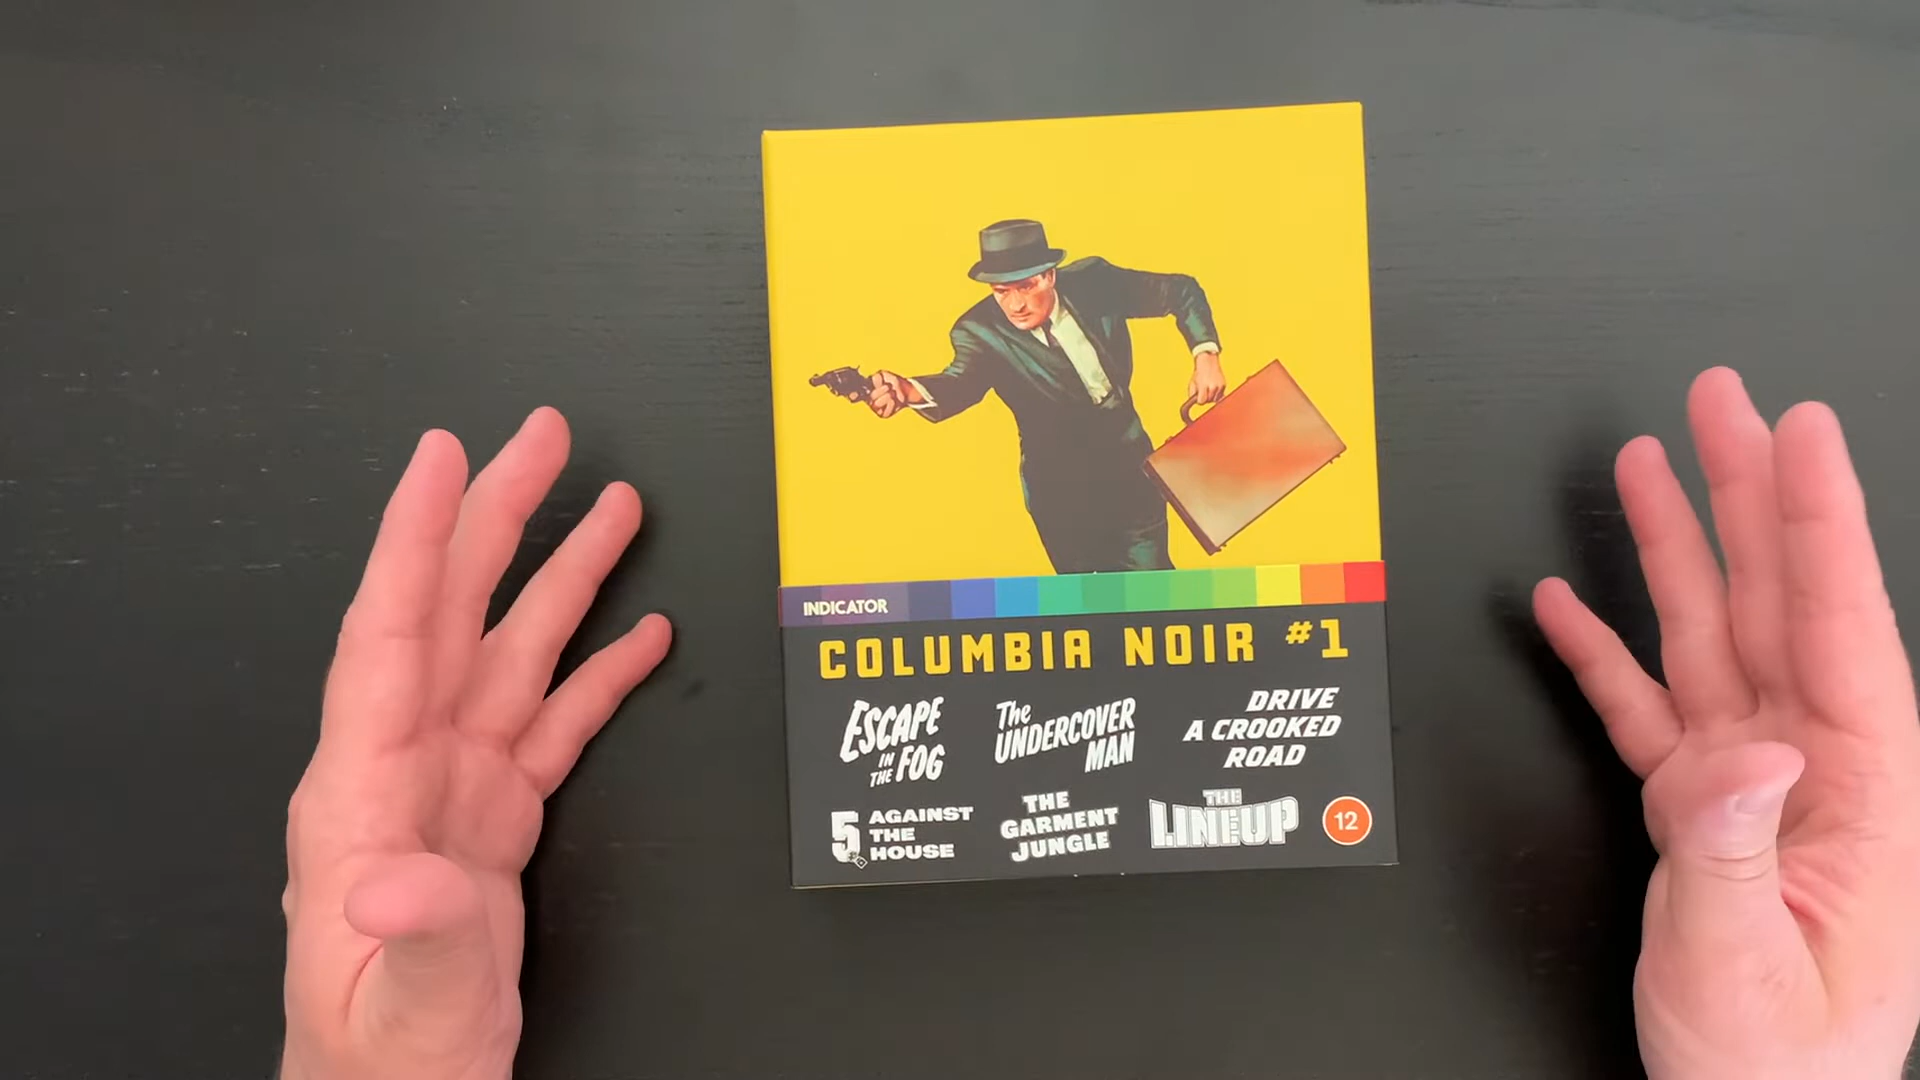 INDICATOR
COLUMBIA NOIR #1
ESCAPE
IN
THE FOG
The
UNDERCOVER
MAN
DRIVE
A CROOKED
ROAD
5 AGAINST
THE
HOUSE
THE
GARMENT
JUNGLE
THE
LINEUP
12